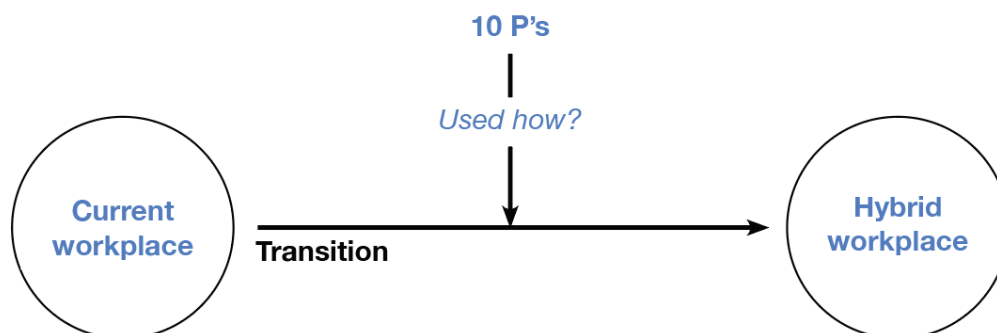 10 P’s
Used how?
Current
workplace
Transition
Hybrid
workplace